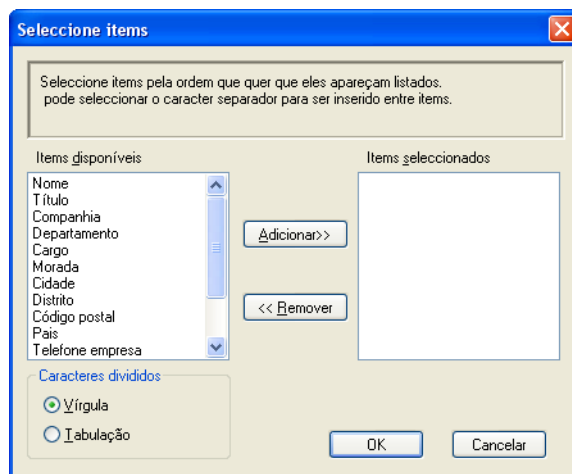 Seleccione items
Seleccione items pela ordem que quer que eles apareçam listados.
pode seleccionar o caracter separador para ser inserido entre items.
Items disponíveis
Items seleccionados
Nome
Título
Companhia
Departamento
Cargo
Morada
Cidade
Distrito
Código postal
Pais
Telefone empresa
Adicionar>>
<< Remover
Caracteres divididos
Vírgula
Tabulação
OK
Cancelar